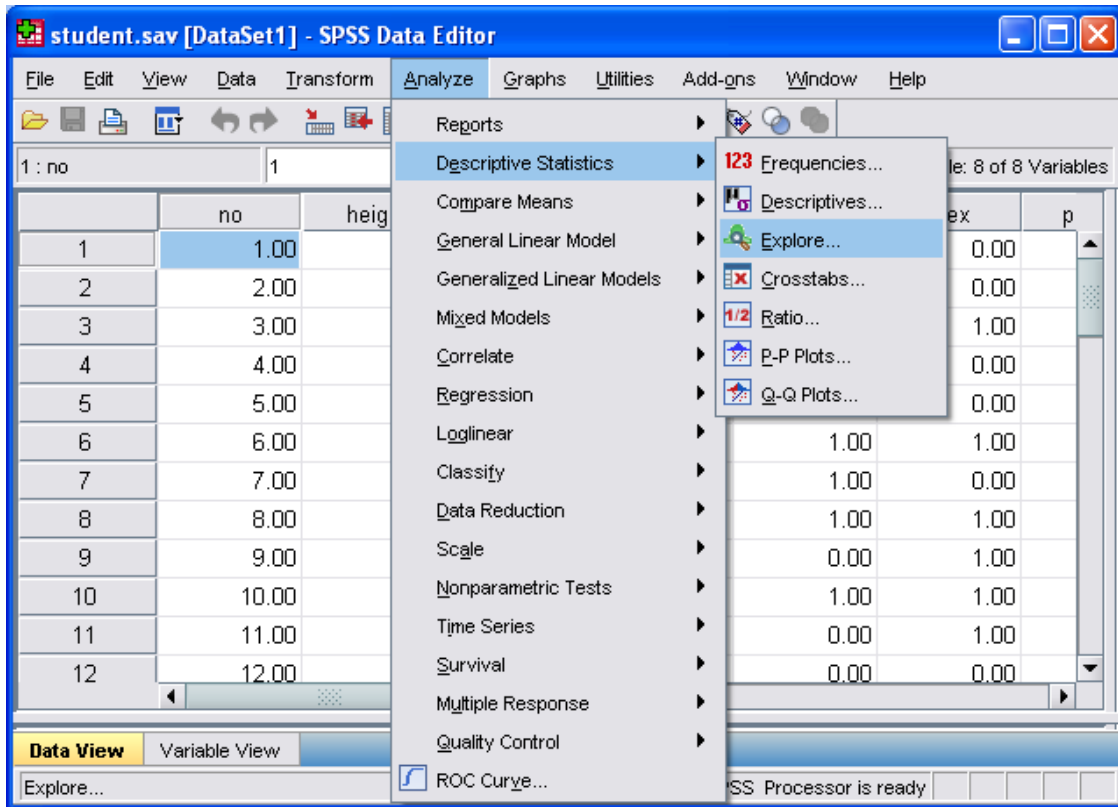 student.sav [DataSet1] - SPSS Data Editor
File Edit View Data Transform Analyze Graphs Utilities Add-ons Window Help
1 : no 1 le: 8 of 8 Variables
no heig ex p
1 1.00 0.00
2 2.00 0.00
3 3.00 1.00
4 4.00 0.00
5 5.00 0.00
6 6.00 1.00 1.00
7 7.00 1.00 0.00
8 8.00 1.00 1.00
9 9.00 0.00 1.00
10 10.00 1.00 1.00
11 11.00 0.00 1.00
12 12.00 0.00 0.00
Reports
Descriptive Statistics
Compare Means
General Linear Model
Generalized Linear Models
Mixed Models
Correlate
Regression
Loglinear
Classify
Data Reduction
Scale
Nonparametric Tests
Time Series
Survival
Multiple Response
Quality Control
ROC Curve...
123 Frequencies...
μσ Descriptives...
Explore...
Crosstabs...
1/2 Ratio...
P-P Plots...
Q-Q Plots...
Data View Variable View
Explore... PSS Processor is ready